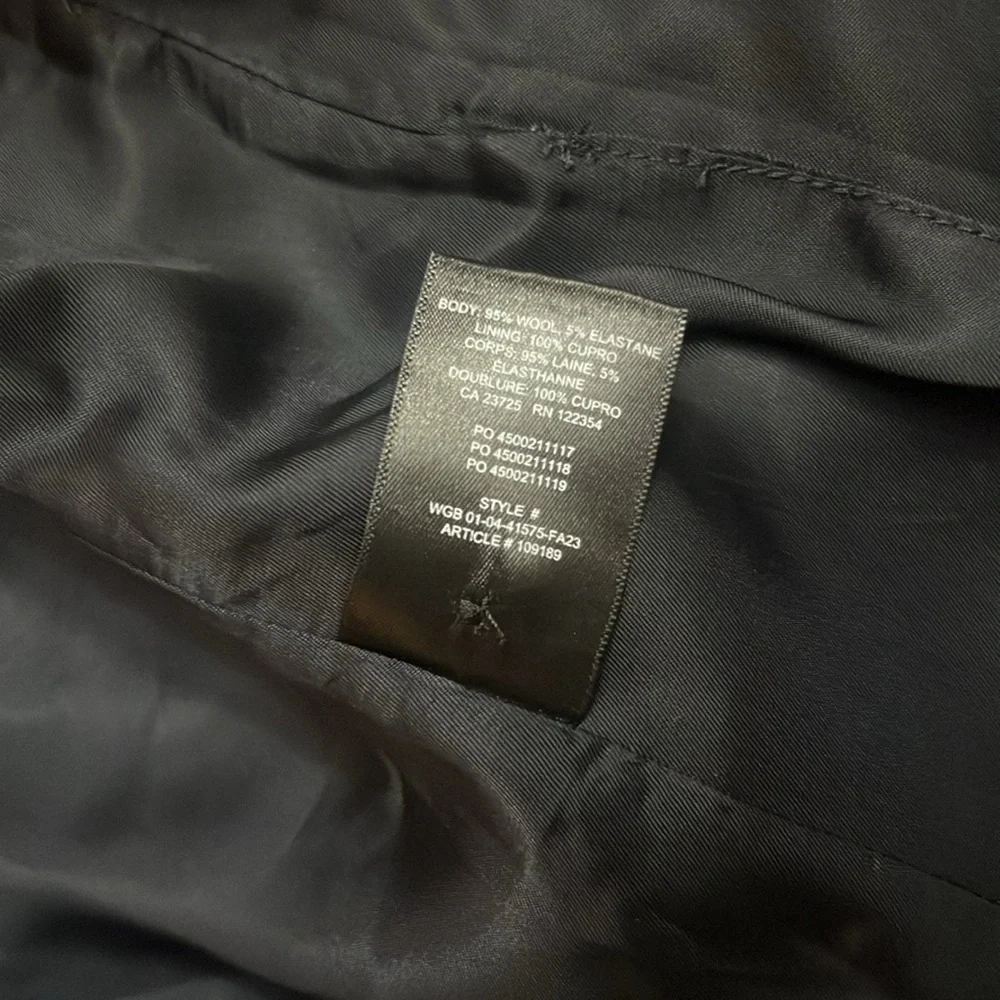 BODY: 95% WOOL, 5% ELASTANE
LINING: 100% CUPRO
CORPS: 95% LAINE, 5%
ÉLASTHANNE
DOUBLURE: 100% CUPRO
CA 23725 RN 122354
PO 4500211117
PO 4500211118
PO 4500211119
STYLE #
WGB 01-04-41575-FA23
ARTICLE # 109189